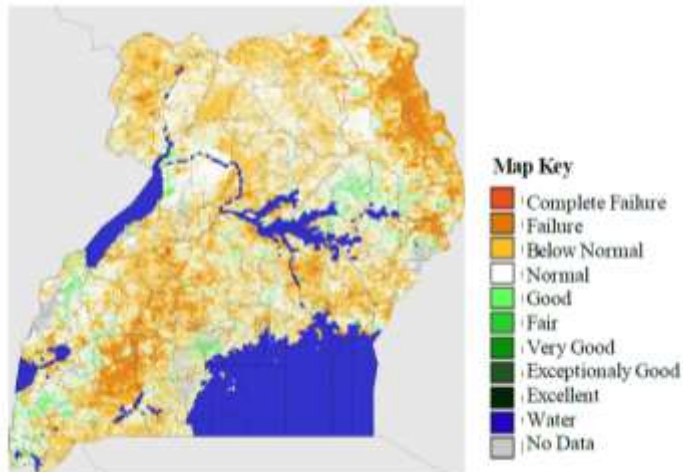 Map Key
Complete Failure
Failure
Below Normal
Normal
Good
Fair
Very Good
Exceptionaly Good
Excellent
Water
No Data